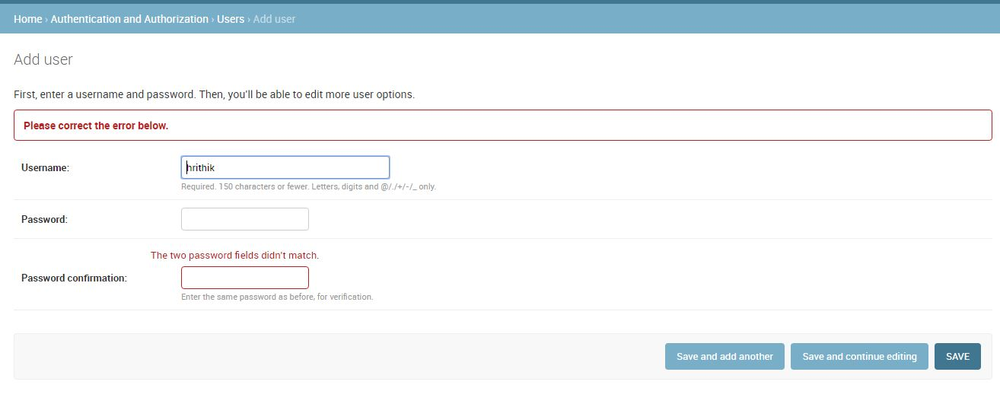 Home › Authentication and Authorization › Users › Add user
Add user
First, enter a username and password. Then, you'll be able to edit more user options.
Please correct the error below.
Username:
hrithik
Required. 150 characters or fewer. Letters, digits and @/./+/-/_ only.
Password:
The two password fields didn't match.
Password confirmation:
Enter the same password as before, for verification.
Save and add another
Save and continue editing
SAVE